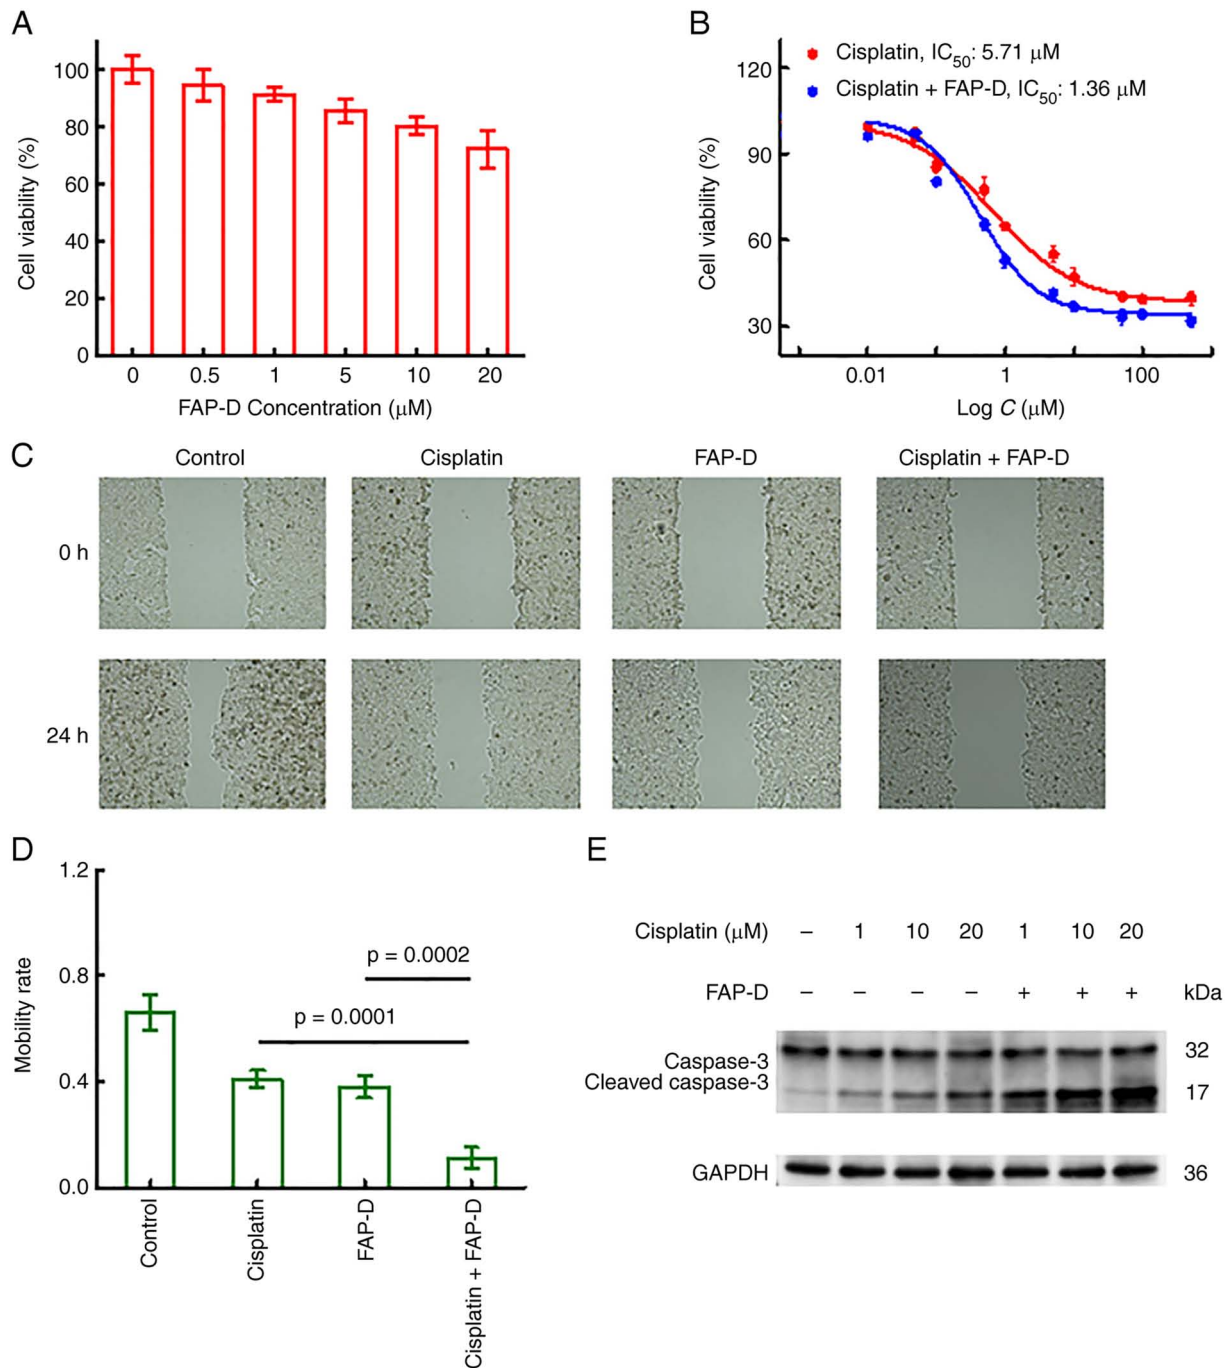 A
100
80
60
40
20
0
Cell viability (%)
0 0.5 1 5 10 20
FAP-D Concentration (μM)
B
Cisplatin, IC50: 5.71 μM
Cisplatin + FAP-D, IC50: 1.36 μM
120
90
60
30
Cell viability (%)
0.01 1 100
Log C (μM)
C
Control Cisplatin FAP-D Cisplatin + FAP-D
0 h
24 h
D
1.2
0.8
0.4
0.0
Mobility rate
p = 0.0002
p = 0.0001
Control
Cisplatin
FAP-D
Cisplatin + FAP-D
E
Cisplatin (μM) – 1 10 20 1 10 20
FAP-D – – – – + + + kDa
Caspase-3 32
Cleaved caspase-3 17
GAPDH 36